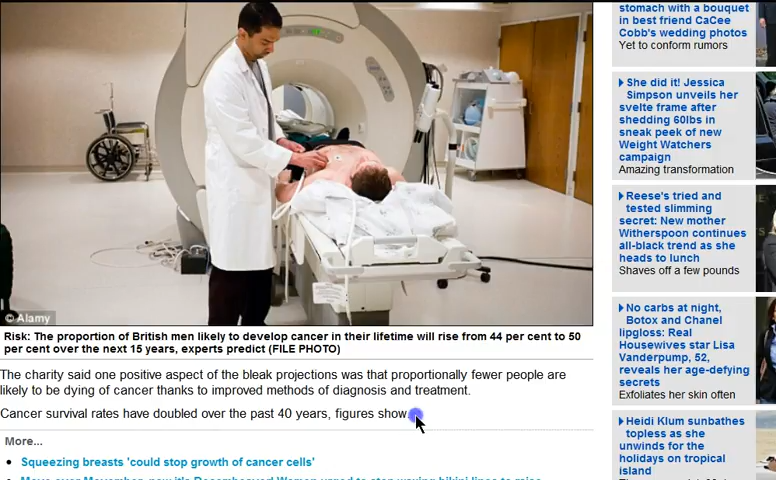 © Alamy
Risk: The proportion of British men likely to develop cancer in their lifetime will rise from 44 per cent to 50
per cent over the next 15 years, experts predict (FILE PHOTO)
The charity said one positive aspect of the bleak projections was that proportionally fewer people are
likely to be dying of cancer thanks to improved methods of diagnosis and treatment.
Cancer survival rates have doubled over the past 40 years, figures show
More...
Squeezing breasts 'could stop growth of cancer cells'
stomach with a bouquet
in best friend CaCee
Cobb's wedding photos
Yet to conform rumors
She did it! Jessica
Simpson unveils her
svelte frame after
shedding 60lbs in
sneak peek of new
Weight Watchers
campaign
Amazing transformation
Reese's tried and
tested slimming
secret: New mother
Witherspoon continues
all-black trend as she
heads to lunch
Shaves off a few pounds
No carbs at night,
Botox and Chanel
lipgloss: Real
Housewives star Lisa
Vanderpump, 52,
reveals her age-defying
secrets
Exfoliates her skin often
Heidi Klum sunbathes
topless as she
unwinds for the
holidays on tropical
island